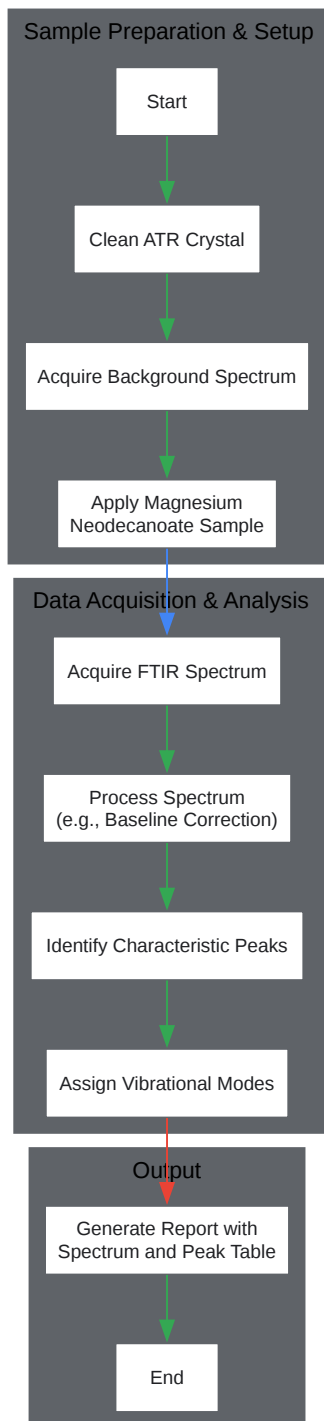 Sample Preparation & Setup
Start
Clean ATR Crystal
Acquire Background Spectrum
Apply Magnesium
Neodecanoate Sample
Data Acquisition & Analysis
Acquire FTIR Spectrum
Process Spectrum
(e.g., Baseline Correction)
Identify Characteristic Peaks
Assign Vibrational Modes
Output
Generate Report with
Spectrum and Peak Table
End